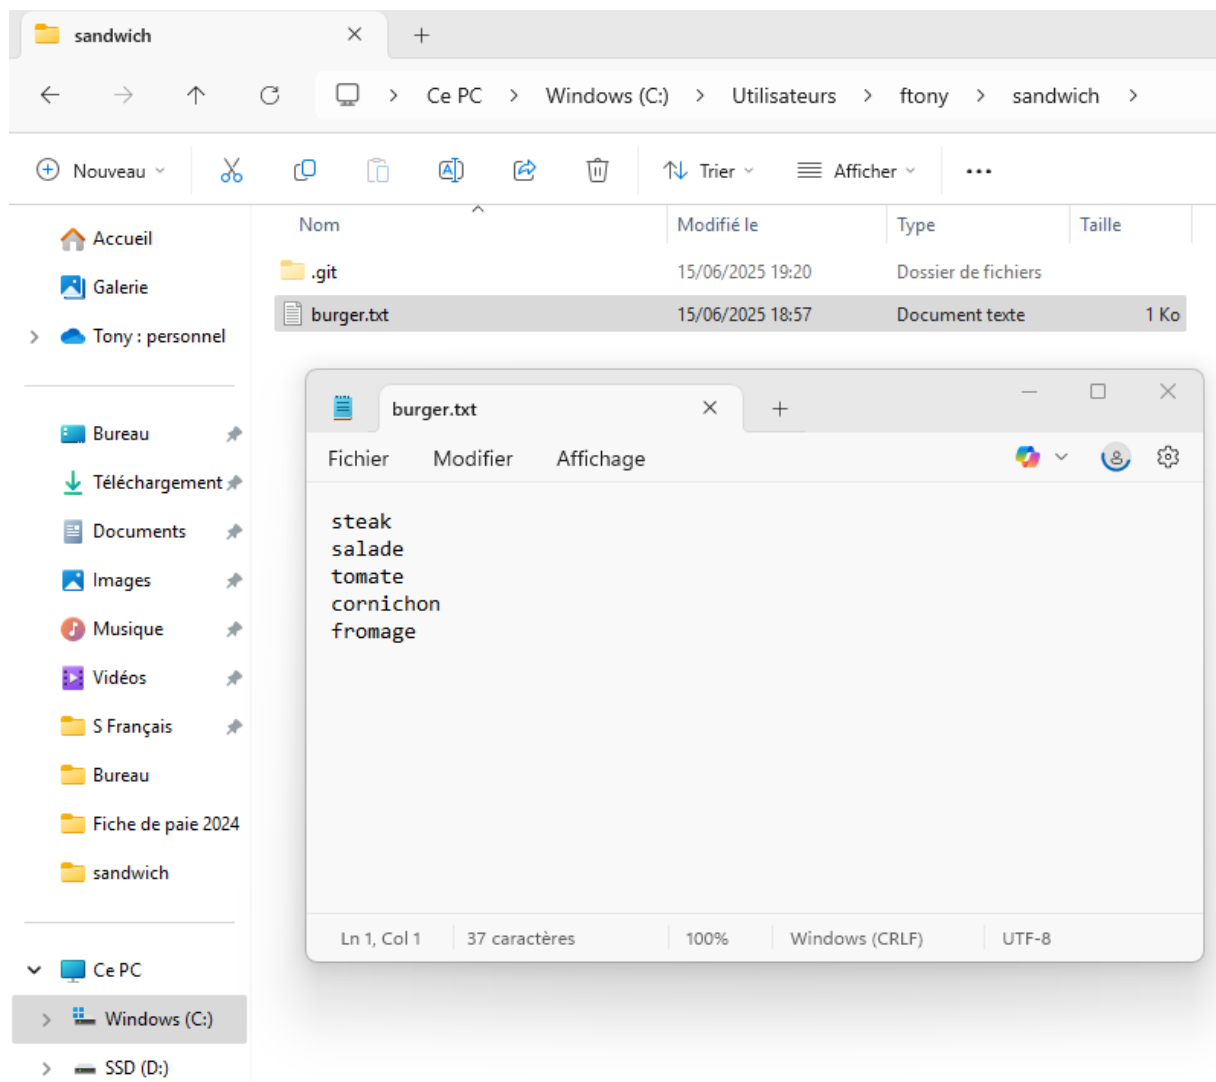 sandwich
Ce PC > Windows (C:) > Utilisateurs > ftony > sandwich >
Nouveau
Trier
Afficher
Nom
Modifié le
Type
Taille
.git
15/06/2025 19:20
Dossier de fichiers
burger.txt
15/06/2025 18:57
Document texte
1 Ko
Accueil
Galerie
Tony : personnel
Bureau
Téléchargement
Documents
Images
Musique
Vidéos
S Français
Bureau
Fiche de paie 2024
sandwich
Ce PC
Windows (C:)
SSD (D:)
burger.txt
Fichier
Modifier
Affichage
steak
salade
tomate
cornichon
fromage
Ln 1, Col 1
37 caractères
100%
Windows (CRLF)
UTF-8